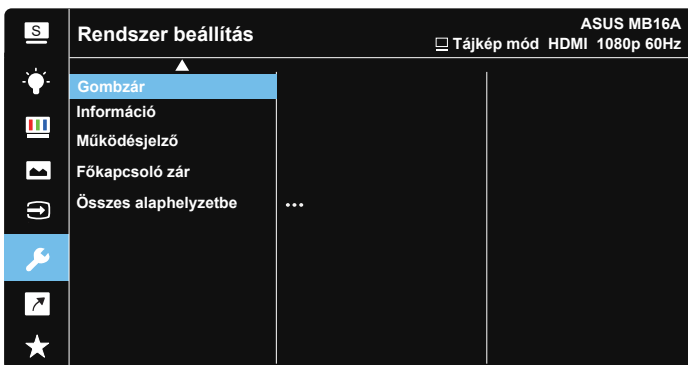 S
Rendszer beállítás
ASUS MB16A
Tájkép mód HDMI 1080p 60Hz
Gombzár
Információ
Működésjelző
Főkapcsoló zár
Összes alaphelyzetbe ...